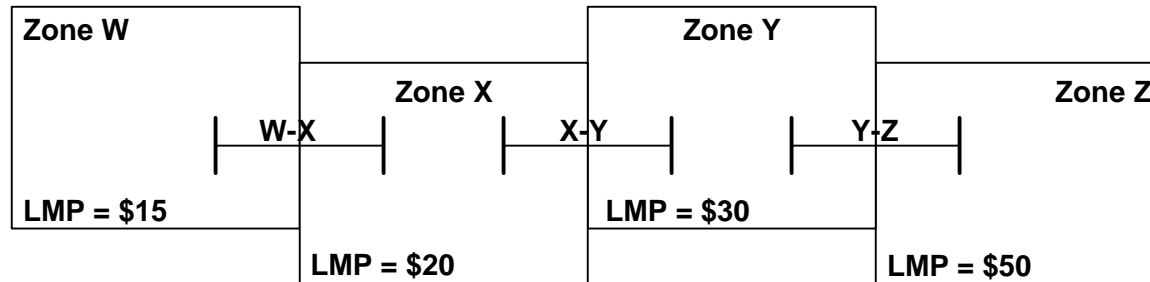 Zone W
Zone Y
Zone X
Zone Z
W-X
X-Y
Y-Z
LMP = $15
LMP = $30
LMP = $20
LMP = $50